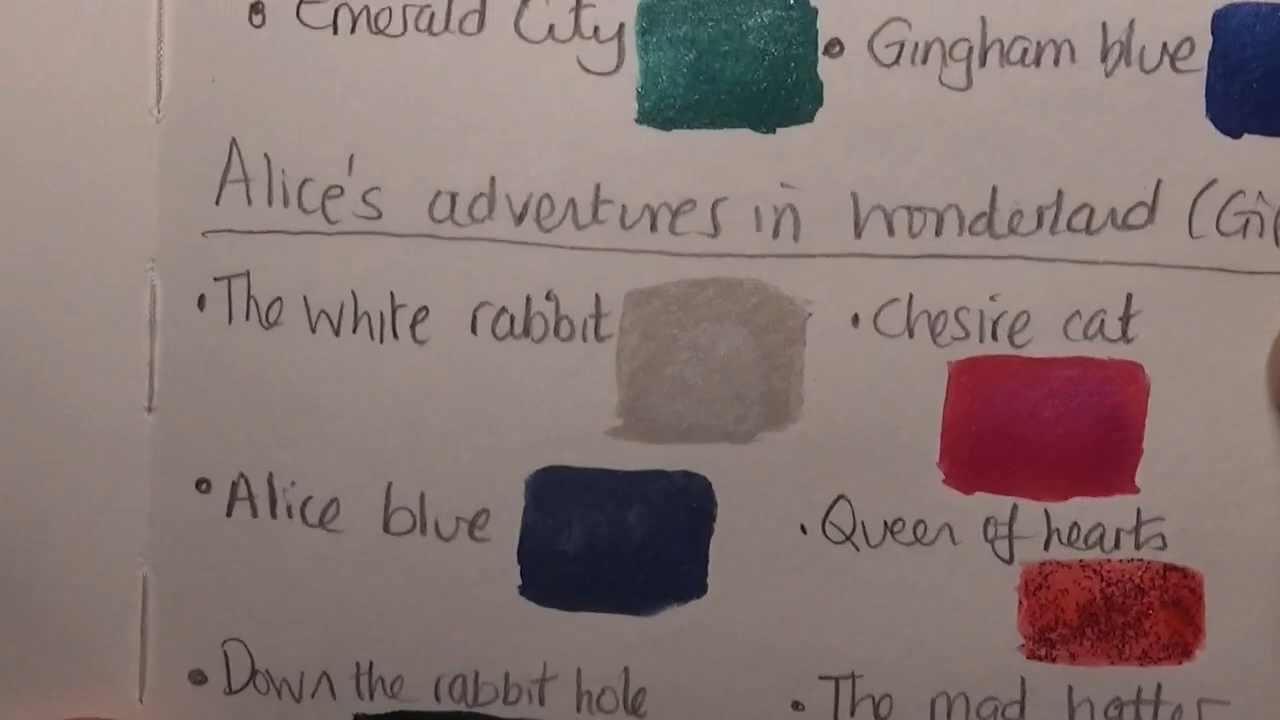 • Emerald City • Gingham blue
Alice's adventures in wonderland (Gi
• The white rabbit • Chesire cat
• Alice blue • Queen of hearts
• Down the rabbit hole • The mad hatter